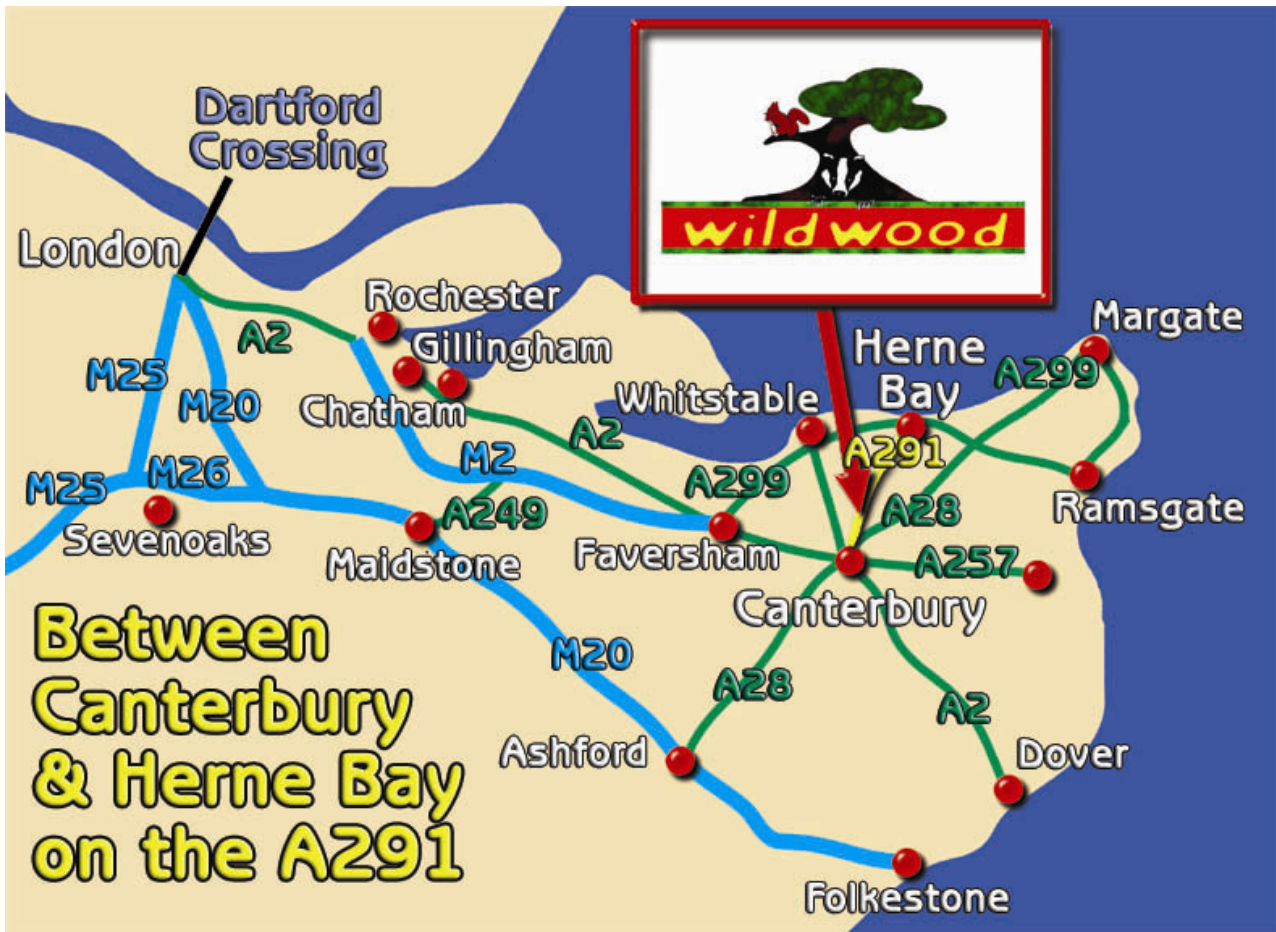 Dartford
Crossing
wildwood
London
Rochester
Margate
A2
Gillingham
Herne
Bay
A299
M25
M20
Chatham
Whitstable
A2
A291
M2
M26
M25
A299
Ramsgate
A249
A28
Sevenoaks
Maidstone
Faversham
A257
Canterbury
Between
Canterbury
& Herne Bay
on the A291
M20
A28
A2
Ashford
Dover
Folkestone